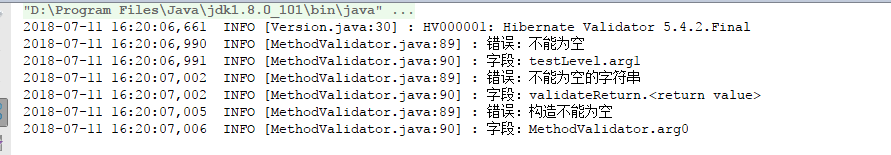 "D:\Program Files\Java\jdk1.8.0_101\bin\java" ...
2018-07-11 16:20:06,661  INFO [Version.java:30] : HV000001: Hibernate Validator 5.4.2.Final
2018-07-11 16:20:06,990  INFO [MethodValidator.java:89] : 错误: 不能为空
2018-07-11 16:20:06,991  INFO [MethodValidator.java:90] : 字段: testLevel.arg1
2018-07-11 16:20:07,002  INFO [MethodValidator.java:89] : 错误: 不能为空的字符串
2018-07-11 16:20:07,002  INFO [MethodValidator.java:90] : 字段: validateReturn.<return value>
2018-07-11 16:20:07,005  INFO [MethodValidator.java:89] : 错误: 构造不能为空
2018-07-11 16:20:07,006  INFO [MethodValidator.java:90] : 字段: MethodValidator.arg0